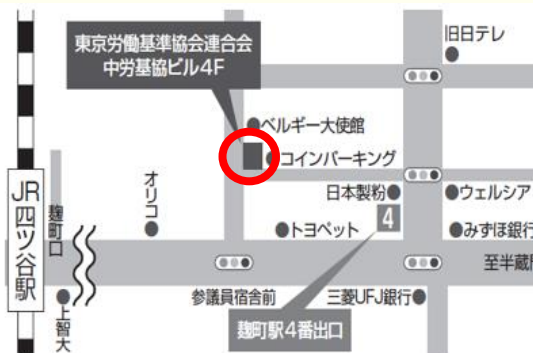 旧日テレ
東京労働基準協会連合会
中労基協ビル4F
ベルギー大使館
コインパーキング
日本製粉
ウェルシア
オリコ
4
トヨペット
みずほ銀行
JR四ツ谷駅
麹町口
至半蔵
参議員宿舎前
三菱UFJ銀行
上智大
麹町駅4番出口